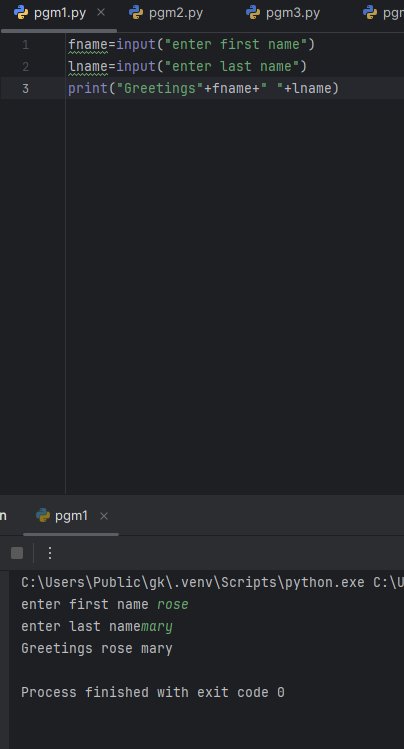 pgm1.py × pgm2.py pgm3.py pgr
1 fname=input("enter first name")
2 lname=input("enter last name")
3 print("Greetings"+fname+" "+lname)
n pgm1 ×
C:\Users\Public\gk\.venv\Scripts\python.exe C:\U
enter first name rose
enter last namemary
Greetings rose mary
Process finished with exit code 0